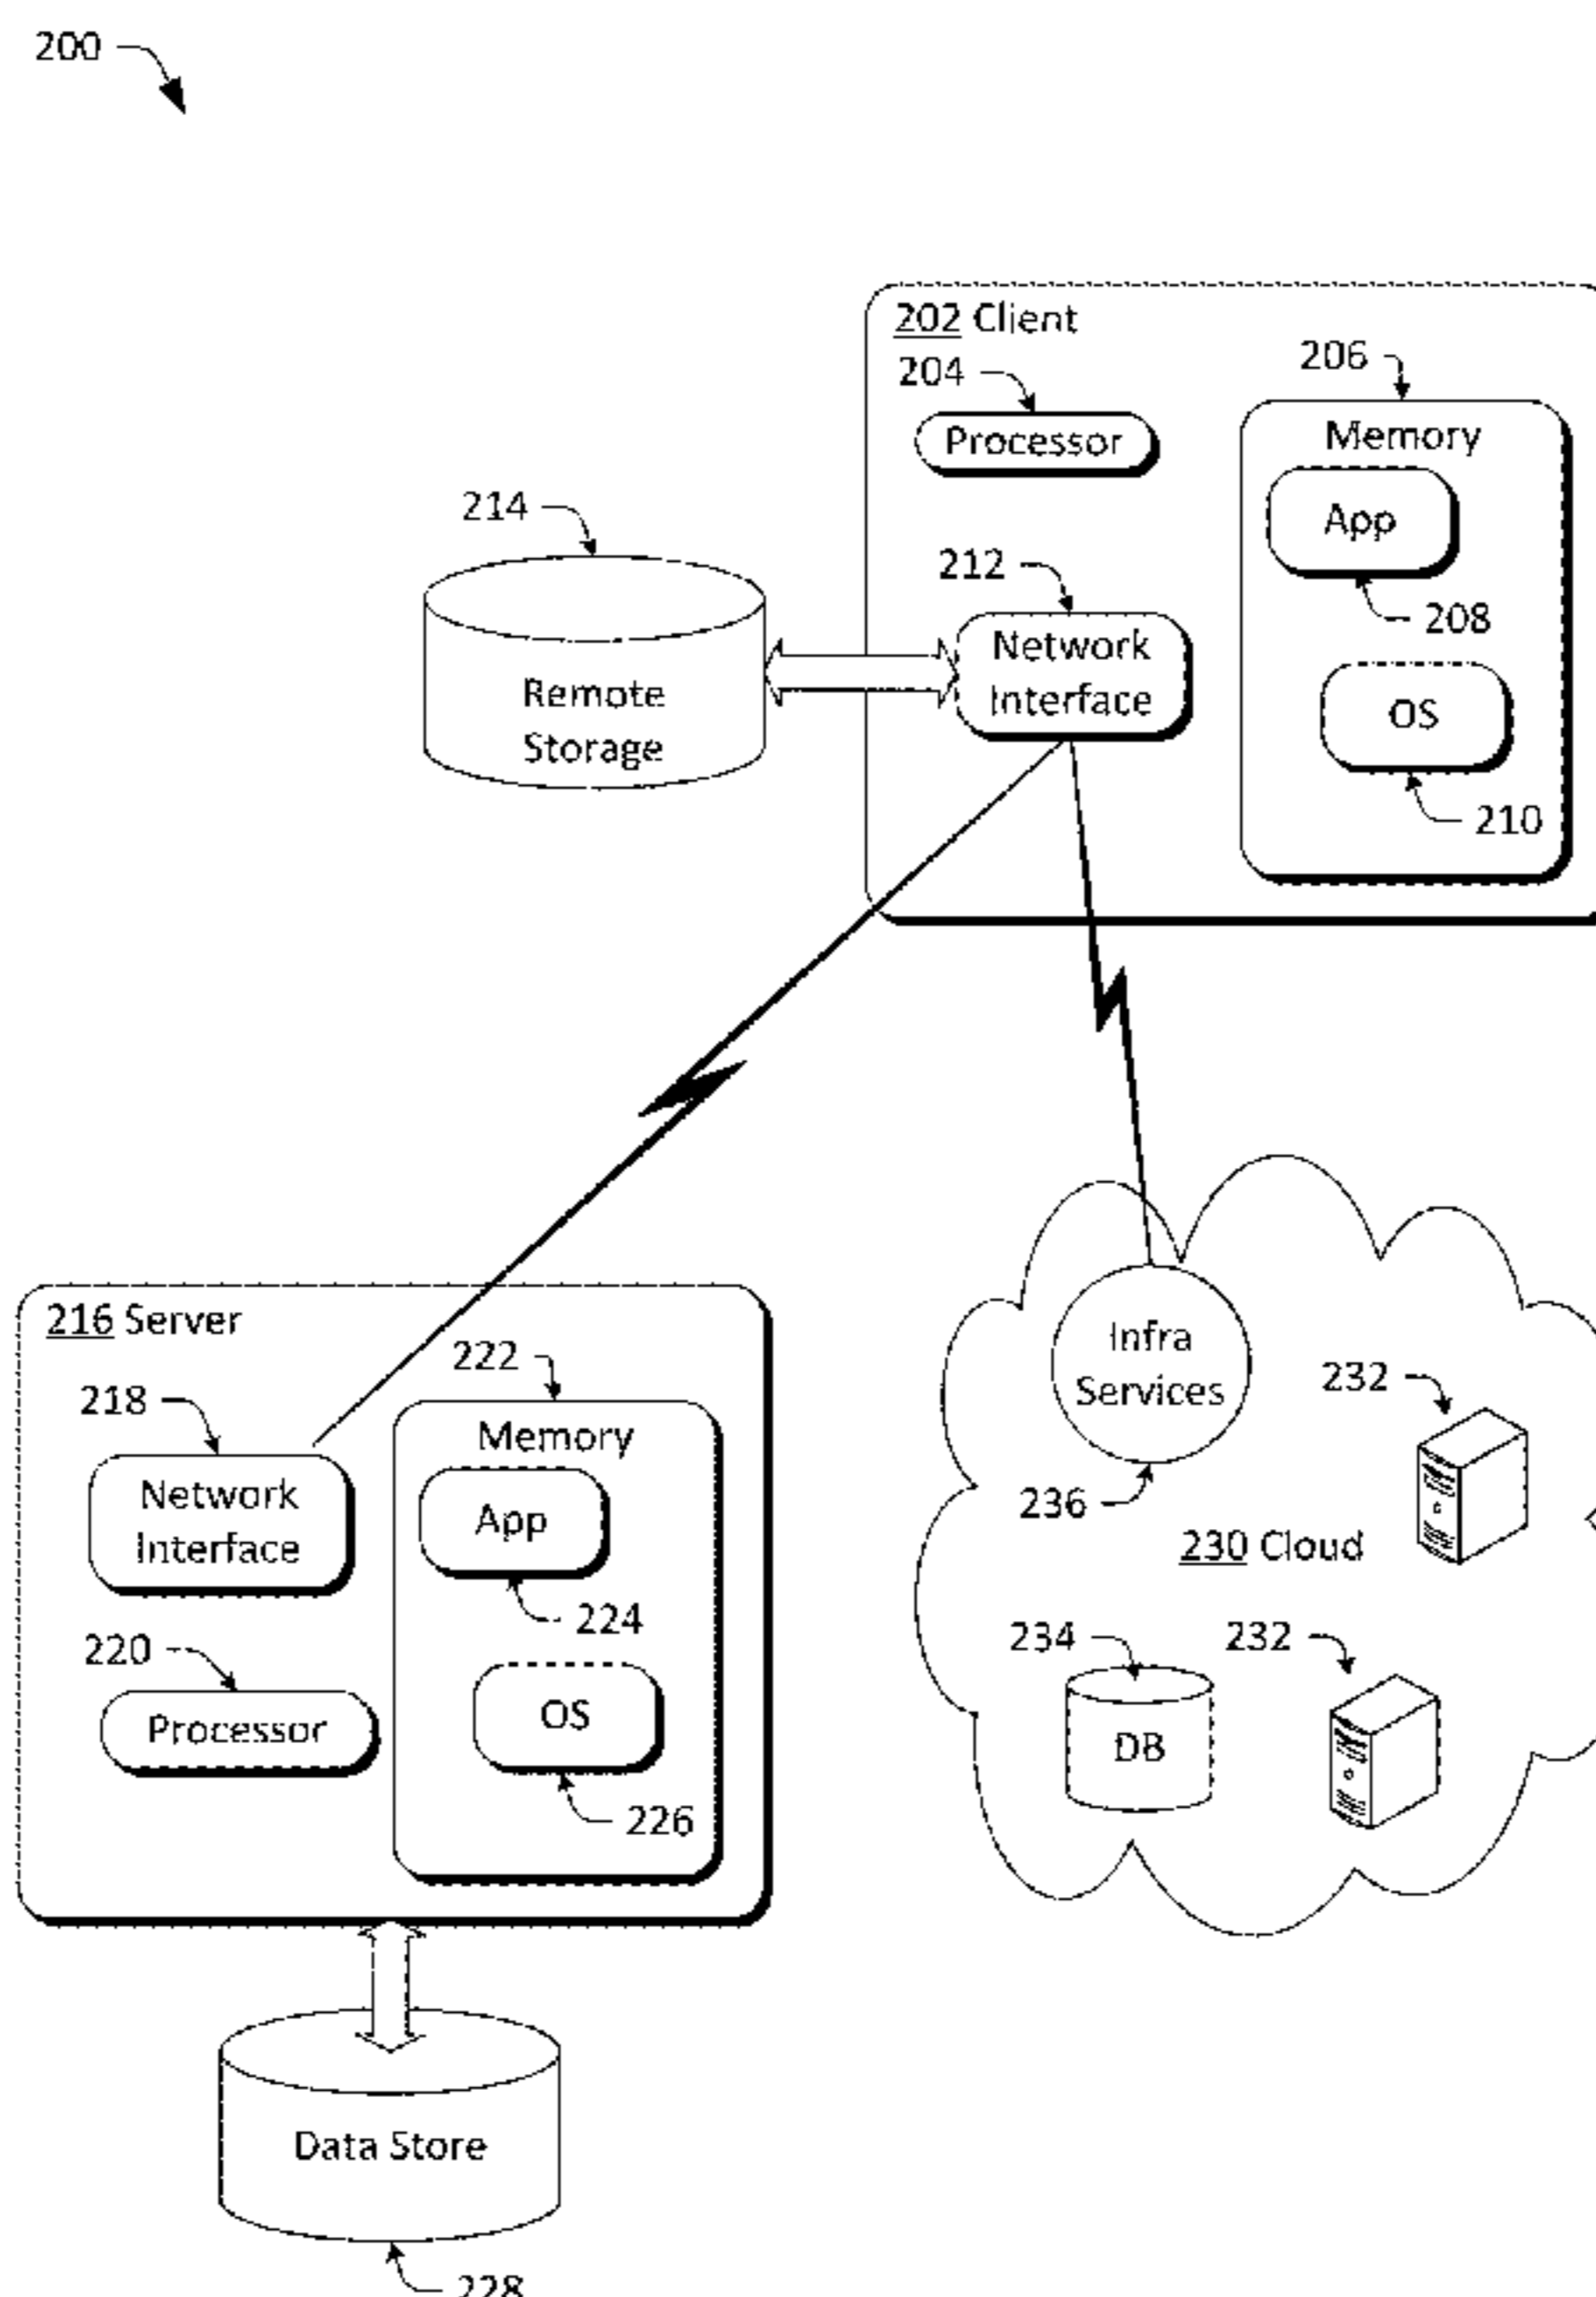 200
202 Client
204
206
Processor
Memory
App
208
214
212
Network
Interface
Remote
Storage
OS
210
216 Server
222
218
Memory
Network
Interface
App
224
220
Processor
OS
226
Infra
Services
232
236
230 Cloud
234
232
DB
Data Store
228